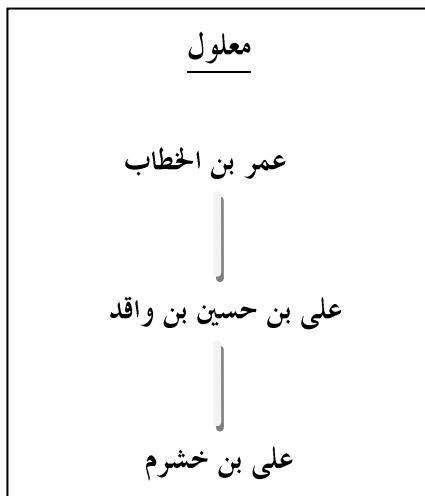 معلول
عمر بن الخطاب
على بن حسين بن واقد
على بن خشرم